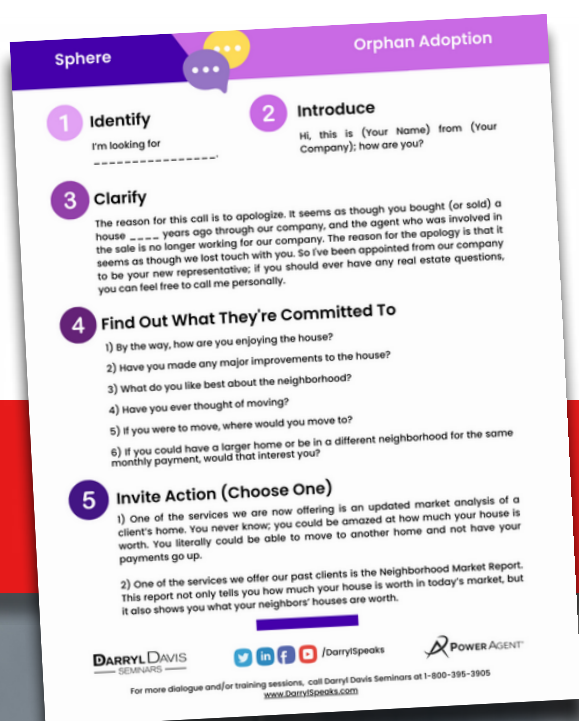 Sphere
Orphan Adoption
1
Identify
I'm looking for
________________.
2
Introduce
Hi, this is (Your Name) from (Your
Company); how are you?
3
Clarify
The reason for this call is to apologize. It seems as though you bought (or sold) a
house ____ years ago through our company, and the agent who was involved in
the sale is no longer working for our company. The reason for the apology is that it
seems as though we lost touch with you. So I've been appointed from our company
to be your new representative; if you should ever have any real estate questions,
you can feel free to call me personally.
4
Find Out What They're Committed To
1) By the way, how are you enjoying the house?
2) Have you made any major improvements to the house?
3) What do you like best about the neighborhood?
4) Have you ever thought of moving?
5) If you were to move, where would you move to?
6) If you could have a larger home or be in a different neighborhood for the same
monthly payment, would that interest you?
5
Invite Action (Choose One)
1) One of the services we are now offering is an updated market analysis of a
client's home. You never know; you could be amazed at how much your house is
worth. You literally could be able to move to another home and not have your
payments go up.
2) One of the services we offer our past clients is the Neighborhood Market Report.
This report not only tells you how much your house is worth in today's market, but
it also shows you what your neighbors' houses are worth.
DARRYL DAVIS
SEMINARS
/DarrylSpeaks
POWER AGENT
For more dialogue and/or training sessions, call Darryl Davis Seminars at 1-800-395-3905
www.DarrylSpeaks.com